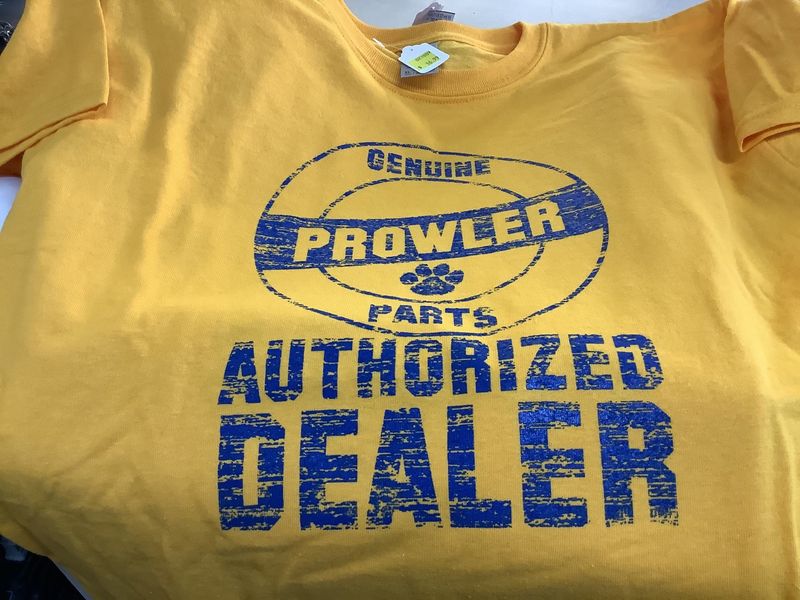 GENUINE
PROWLER
PARTS
AUTHORIZED
DEALER